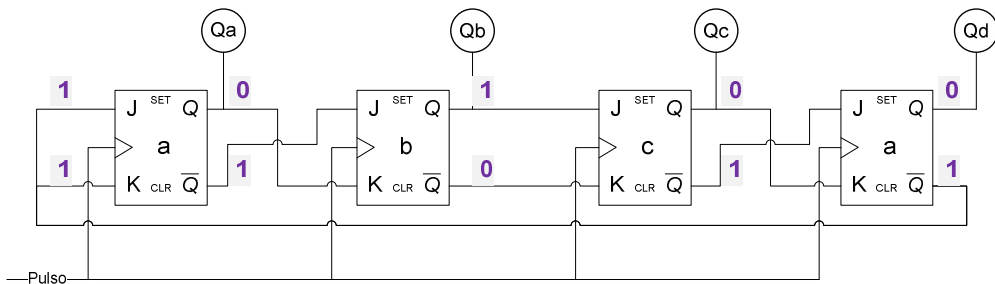 Qa Qb Qc Qd
1 0 1 0 0
J SET Q J SET Q J SET Q J SET Q
a b c a
1 1 0 1 1
K CLR Q̅ K CLR Q̅ K CLR Q̅ K CLR Q̅
Pulso